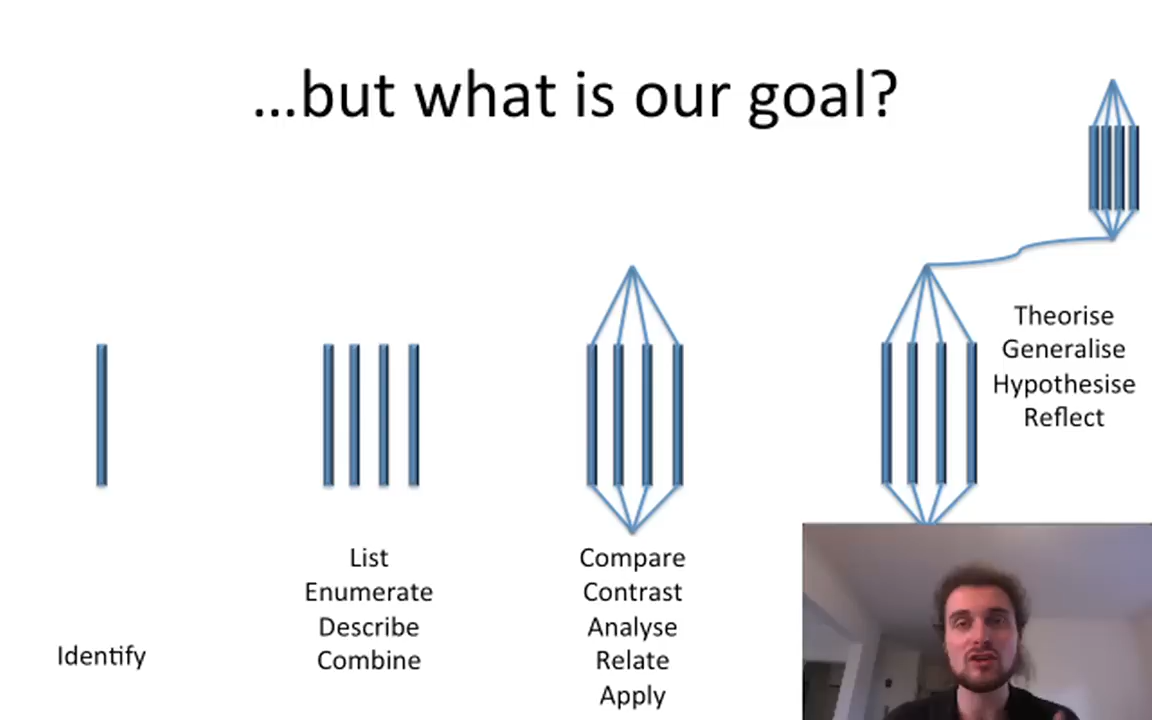 ...but what is our goal?
Theorise
Generalise
Hypothesise
Reflect
Identify
List
Enumerate
Describe
Combine
Compare
Contrast
Analyse
Relate
Apply